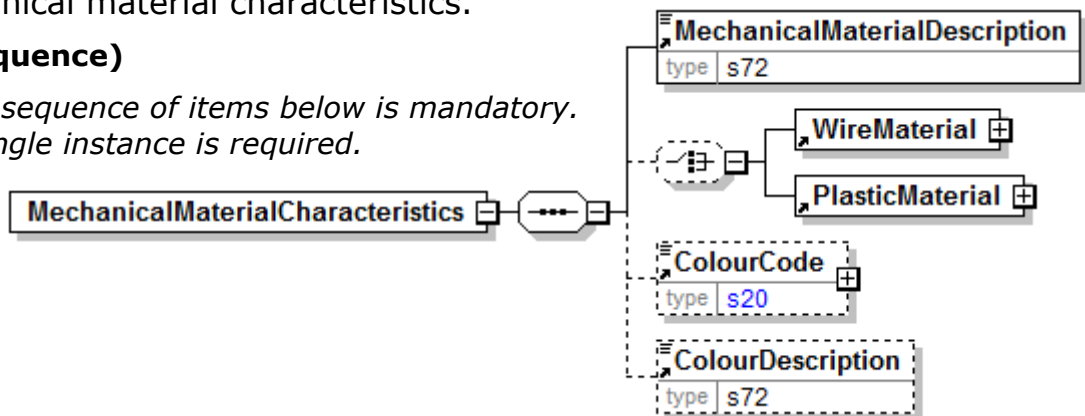 nical material characteristics.
quence)
sequence of items below is mandatory.
ngle instance is required.
MechanicalMaterialCharacteristics
MechanicalMaterialDescription
type s72
WireMaterial
PlasticMaterial
ColourCode
type s20
ColourDescription
type s72